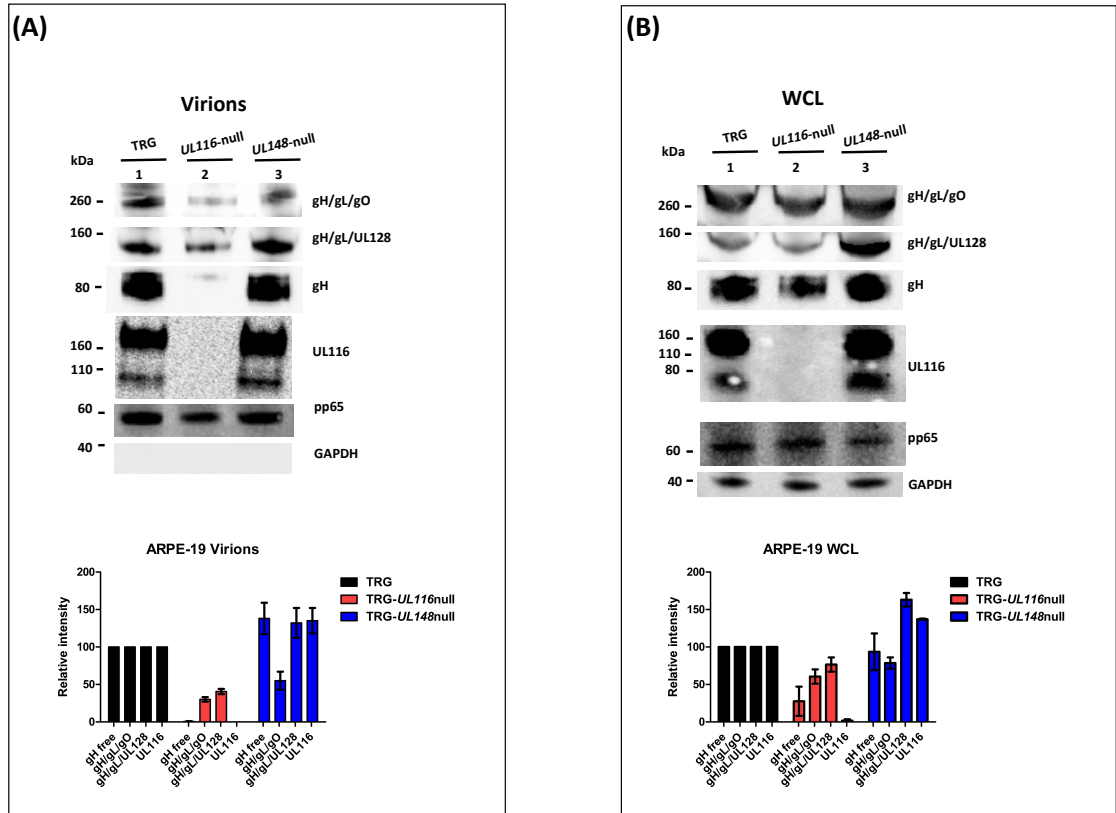 (A)
Virions
TRG UL116-null UL148-null
kDa
1 2 3
260 gH/gL/gO
160 gH/gL/UL128
80 gH
160 UL116
110
60 pp65
40 GAPDH
ARPE-19 Virions
Relative intensity
200
150
100
50
0
gH free
gH/gL/gO
gH/gL/UL128
UL116
gH free
gH/gL/gO
gH/gL/UL128
UL116
gH free
gH/gL/gO
gH/gL/UL128
UL116
TRG
TRG-UL116null
TRG-UL148null
(B)
WCL
TRG UL116-null UL148-null
kDa
1 2 3
260 gH/gL/gO
160 gH/gL/UL128
80 gH
160
110 UL116
80
60 pp65
40 GAPDH
ARPE-19 WCL
Relative intensity
200
150
100
50
0
gH free
gH/gL/gO
gH/gL/UL128
UL116
gH free
gH/gL/gO
gH/gL/UL128
UL116
gH free
gH/gL/gO
gH/gL/UL128
UL116
TRG
TRG-UL116null
TRG-UL148null